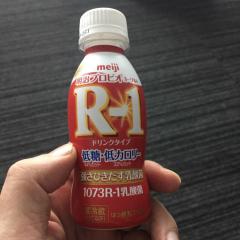 meiji
明治プロビオヨーグルト
R-1
ドリンクタイプ
低糖・低カロリー
強さひきだす乳酸菌
1073R-1乳酸菌